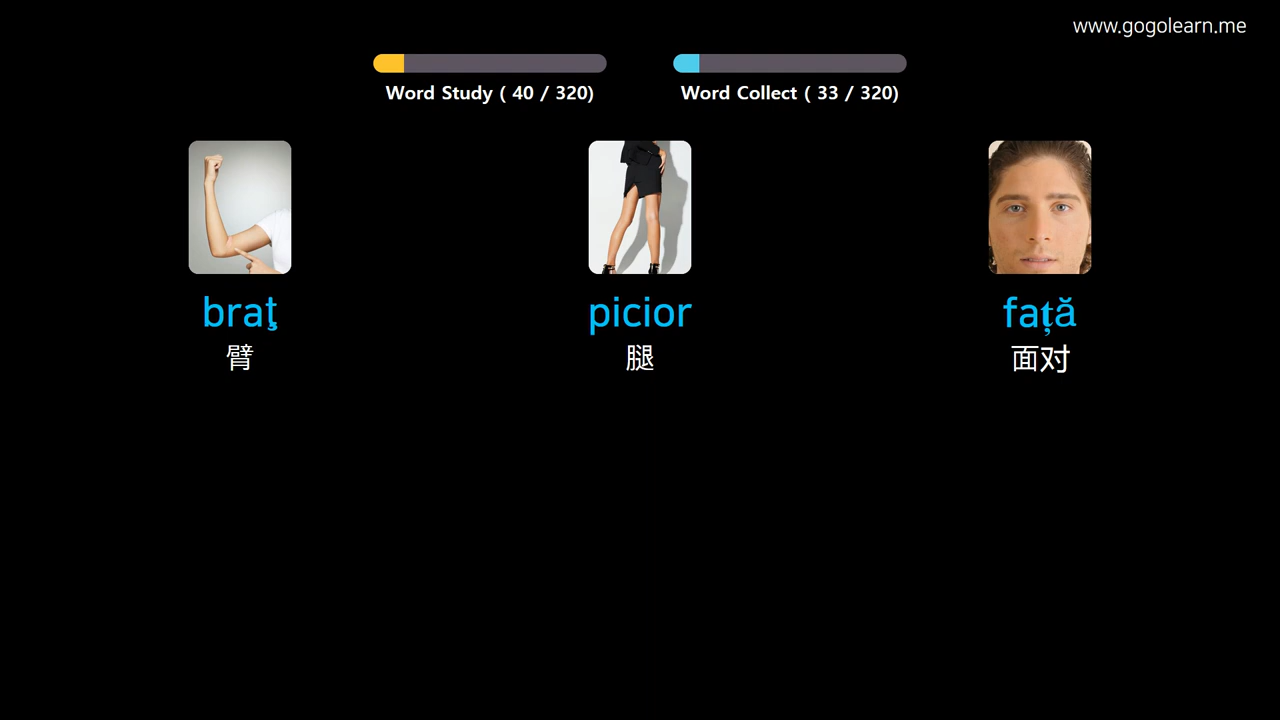 www.gogolearn.me
Word Study ( 40 / 320)
Word Collect ( 33 / 320)
braţ
picior
față
臂
腿
面对